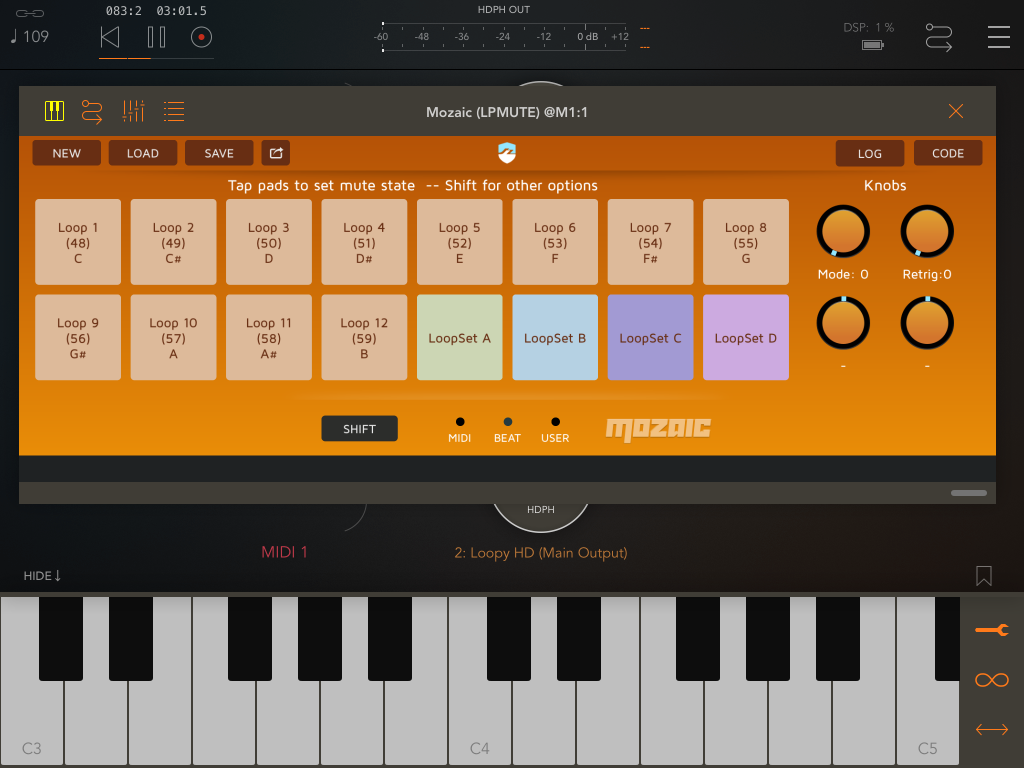 083:2 03:01.5
HDPH OUT
♩ 109
-60 -48 -36 -24 -12 0 dB +12
DSP: 1 %
Mozaic (LPMUTE) @M1:1
NEW LOAD SAVE LOG CODE
Tap pads to set mute state -- Shift for other options
Knobs
Loop 1
(48)
C
Loop 2
(49)
C#
Loop 3
(50)
D
Loop 4
(51)
D#
Loop 5
(52)
E
Loop 6
(53)
F
Loop 7
(54)
F#
Loop 8
(55)
G
Mode: 0 Retrig:0
Loop 9
(56)
G#
Loop 10
(57)
A
Loop 11
(58)
A#
Loop 12
(59)
B
LoopSet A
LoopSet B
LoopSet C
LoopSet D
- -
SHIFT
MIDI BEAT USER
MOZAIC
HDPH
MIDI 1
2: Loopy HD (Main Output)
HIDE↓
C3 C4 C5